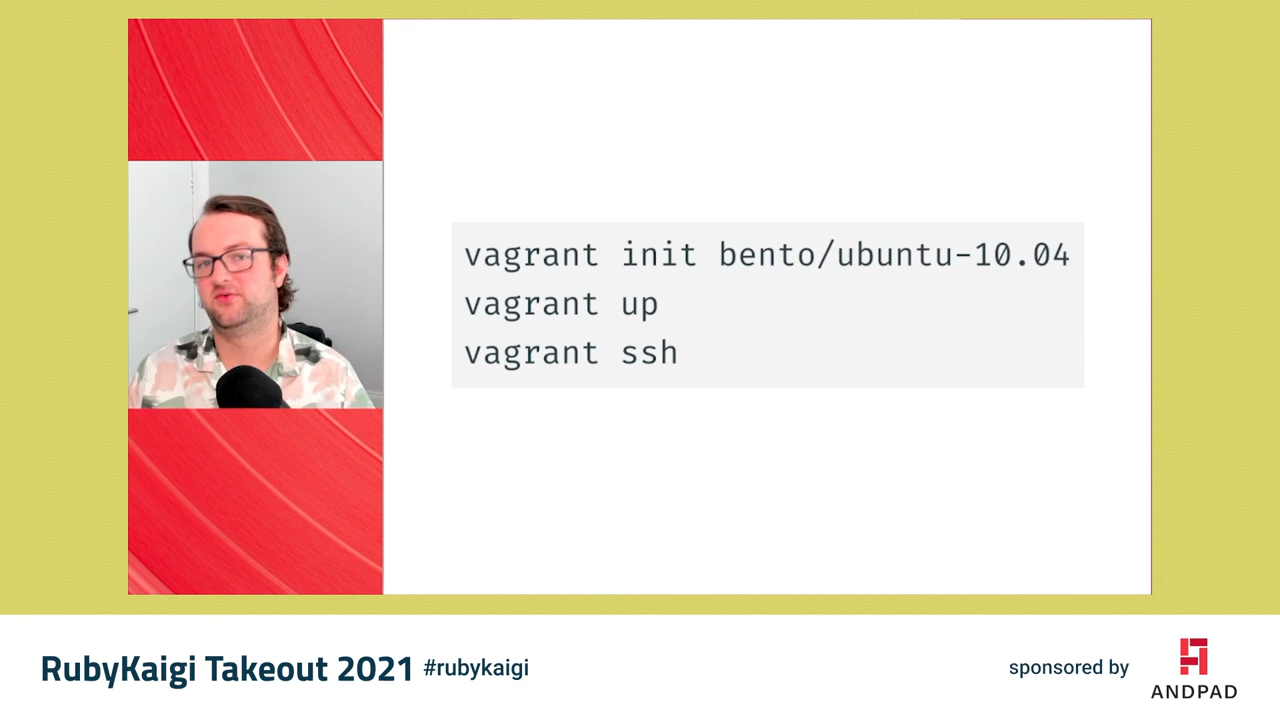 vagrant init bento/ubuntu-10.04
vagrant up
vagrant ssh
RubyKaigi Takeout 2021 #rubykaigi
sponsored by
ANDPAD